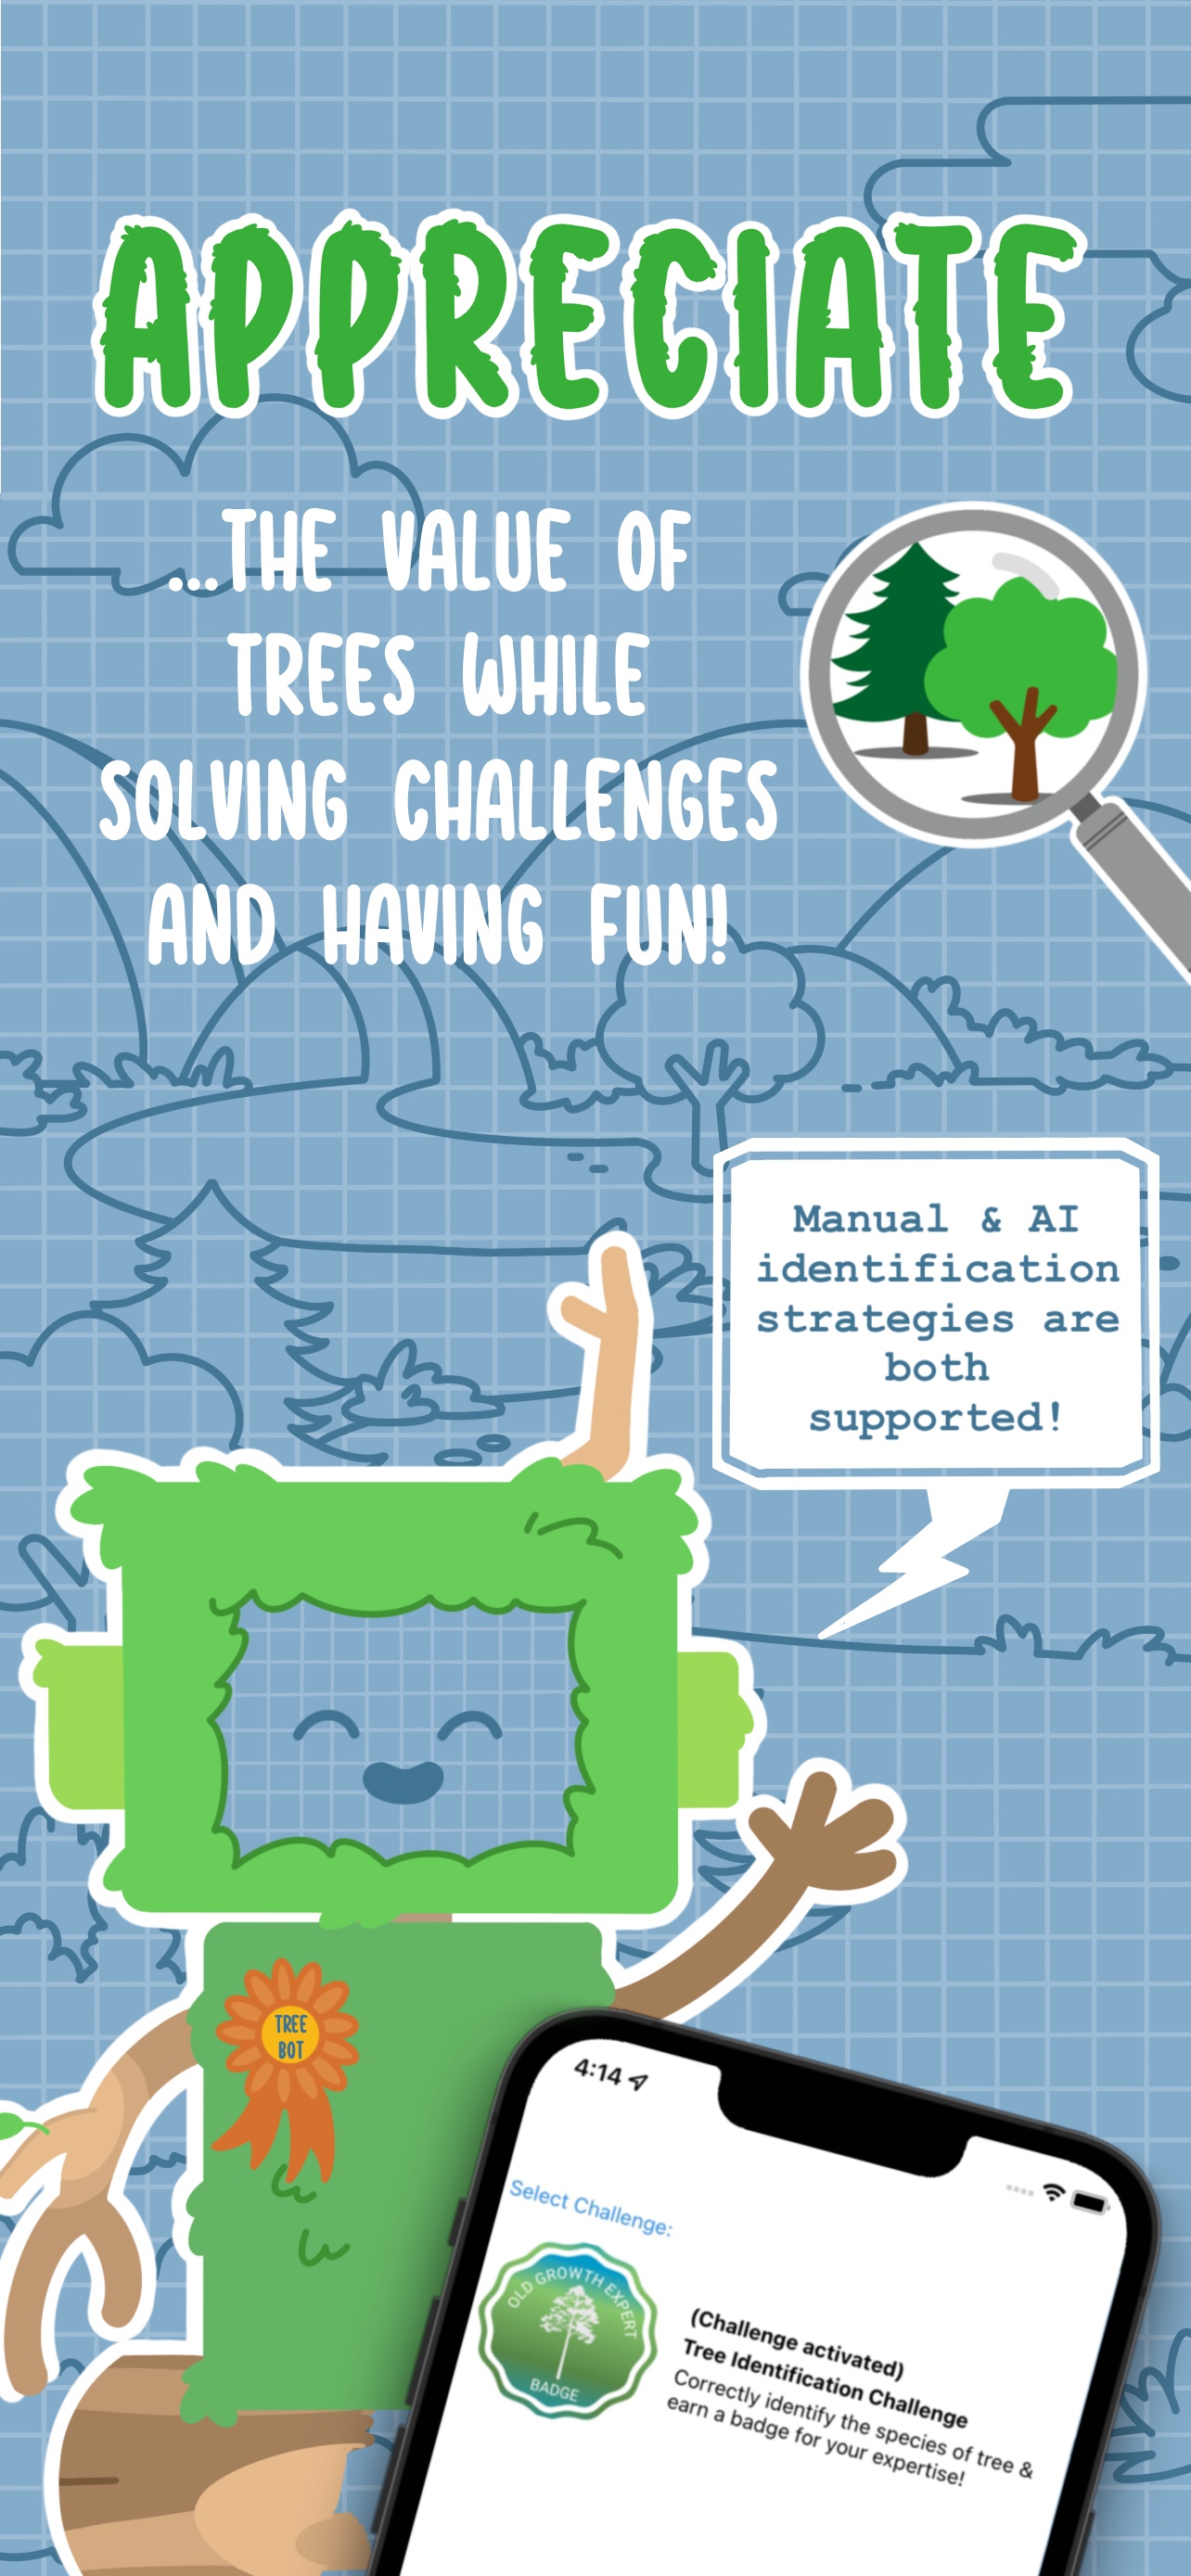 APPRECIATE
...THE VALUE OF
TREES WHILE
SOLVING CHALLENGES
AND HAVING FUN!
Manual & AI
identification
strategies are
both
supported!
TREE
BOT
4:14
Select Challenge:
OLD GROWTH EXPERT
BADGE
(Challenge activated)
Tree Identification Challenge
Correctly identify the species of tree &
earn a badge for your expertise!